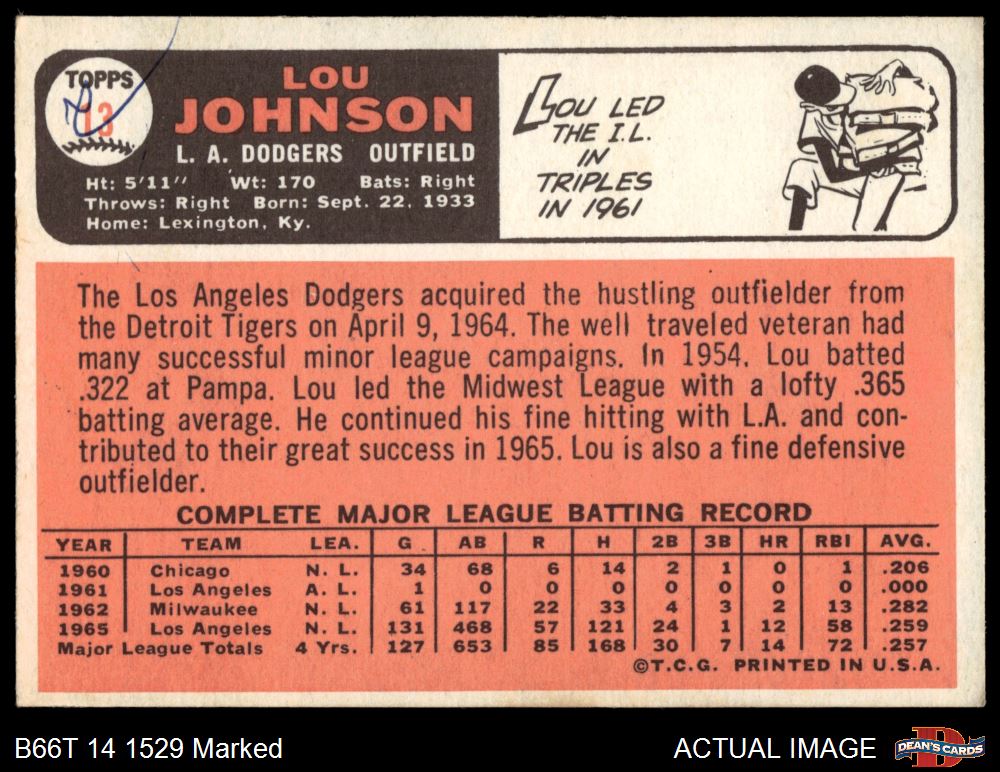 TOPPS
13
LOU
JOHNSON
L. A. DODGERS OUTFIELD
Ht: 5'11" Wt: 170 Bats: Right
Throws: Right Born: Sept. 22, 1933
Home: Lexington, Ky.
LOU LED
THE I.L.
IN
TRIPLES
IN 1961
The Los Angeles Dodgers acquired the hustling outfielder from
the Detroit Tigers on April 9, 1964. The well traveled veteran had
many successful minor league campaigns. In 1954, Lou batted
.322 at Pampa. Lou led the Midwest League with a lofty .365
batting average. He continued his fine hitting with L.A. and con-
tributed to their great success in 1965. Lou is also a fine defensive
outfielder.
COMPLETE MAJOR LEAGUE BATTING RECORD
YEAR TEAM LEA. G AB R H 2B 3B HR RBI AVG.
1960 Chicago N. L. 34 68 6 14 2 1 0 1 .206
1961 Los Angeles A. L. 1 0 0 0 0 0 0 0 .000
1962 Milwaukee N. L. 61 117 22 33 4 3 2 13 .282
1965 Los Angeles N. L. 131 468 57 121 24 1 12 58 .259
Major League Totals 4 Yrs. 127 653 85 168 30 7 14 72 .257
©T.C.G. PRINTED IN U.S.A.
B66T 14 1529 Marked
ACTUAL IMAGE
DEAN'S CARDS